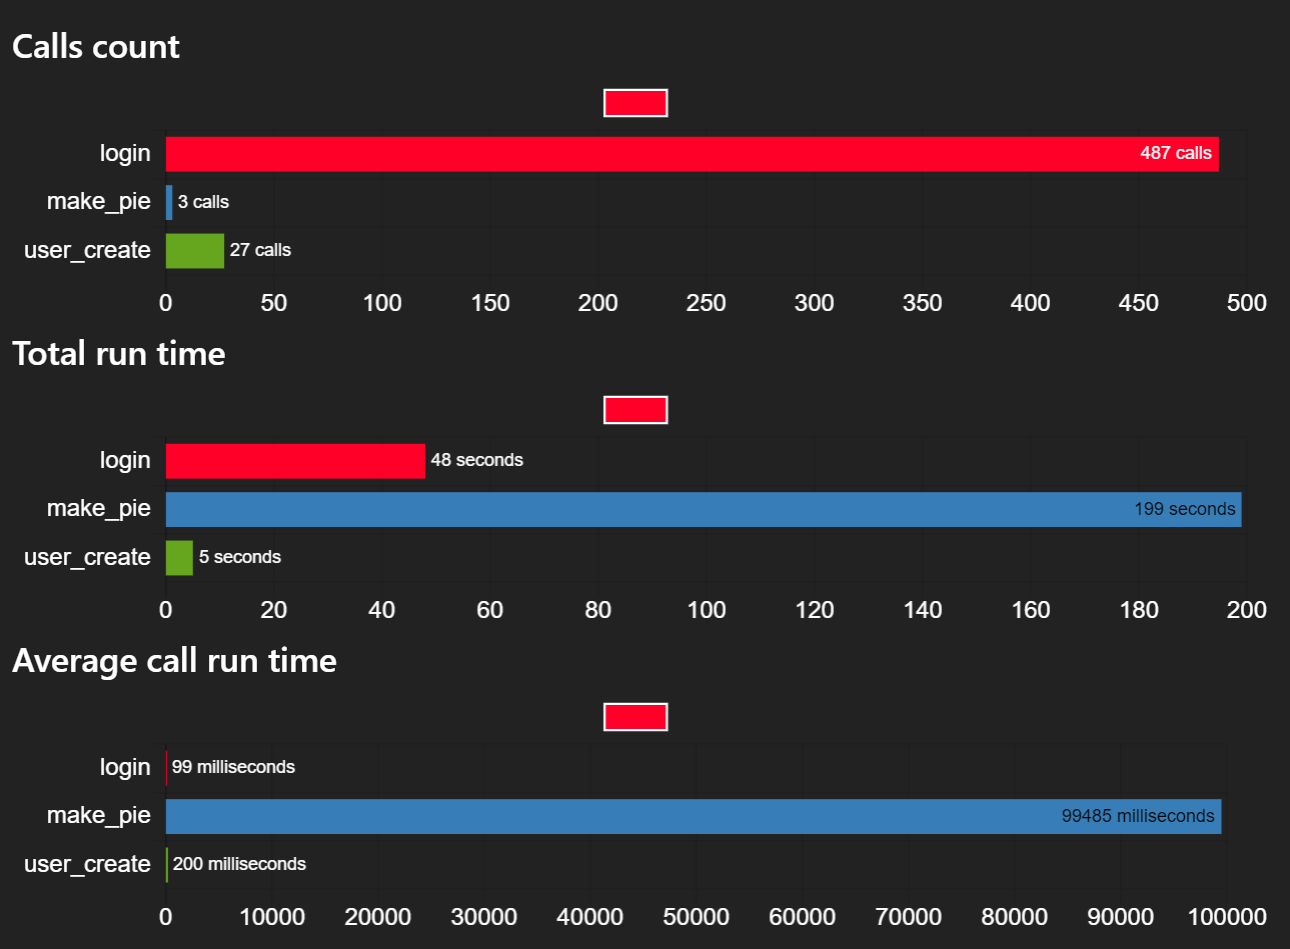 Calls count
login
487 calls
make_pie
3 calls
user_create
27 calls
0 50 100 150 200 250 300 350 400 450 500
Total run time
login
48 seconds
make_pie
199 seconds
user_create
5 seconds
0 20 40 60 80 100 120 140 160 180 200
Average call run time
login
99 milliseconds
make_pie
99485 milliseconds
user_create
200 milliseconds
0 10000 20000 30000 40000 50000 60000 70000 80000 90000 100000